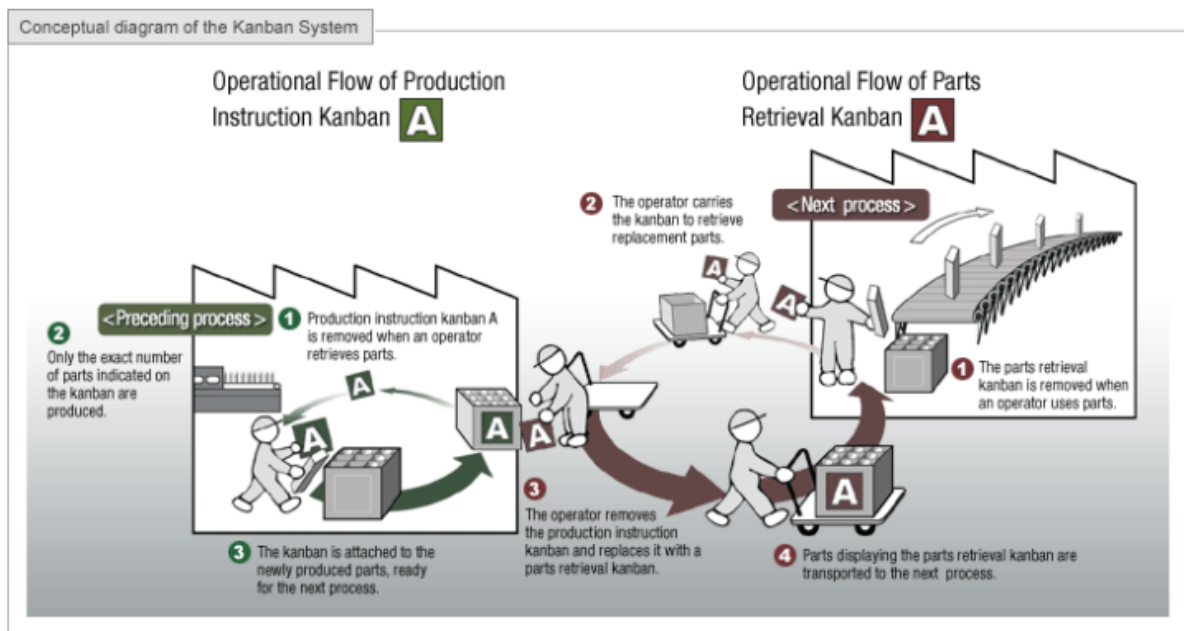 Conceptual diagram of the Kanban System
Operational Flow of Production
Instruction Kanban A
Operational Flow of Parts
Retrieval Kanban A
<Preceding process>
1 Production instruction kanban A
is removed when an operator
retrieves parts.
2
Only the exact number
of parts indicated on
the kanban are
produced.
A
A
A
A
3 The kanban is attached to the
newly produced parts, ready
for the next process.
<Next process>
1 The parts retrieval
kanban is removed when
an operator uses parts.
2 The operator carries
the kanban to retrieve
replacement parts.
A
A
3
The operator removes
the production instruction
kanban and replaces it with a
parts retrieval kanban.
A
4 Parts displaying the parts retrieval kanban are
transported to the next process.